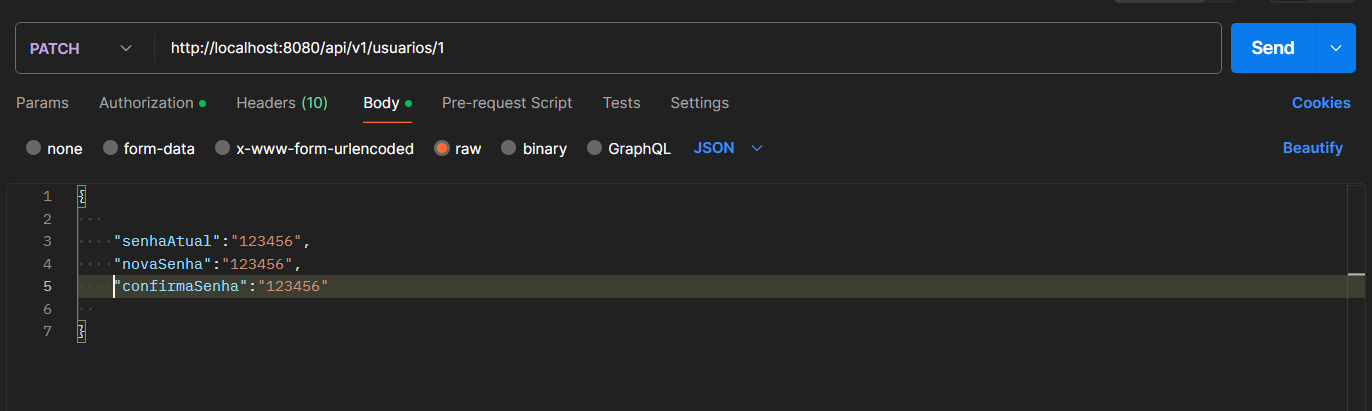 PATCH http://localhost:8080/api/v1/usuarios/1 Send
Params Authorization Headers (10) Body Pre-request Script Tests Settings Cookies
none form-data x-www-form-urlencoded raw binary GraphQL JSON Beautify
1 {
2
3 "senhaAtual":"123456",
4 "novaSenha":"123456",
5 "confirmaSenha":"123456"
6
7 }